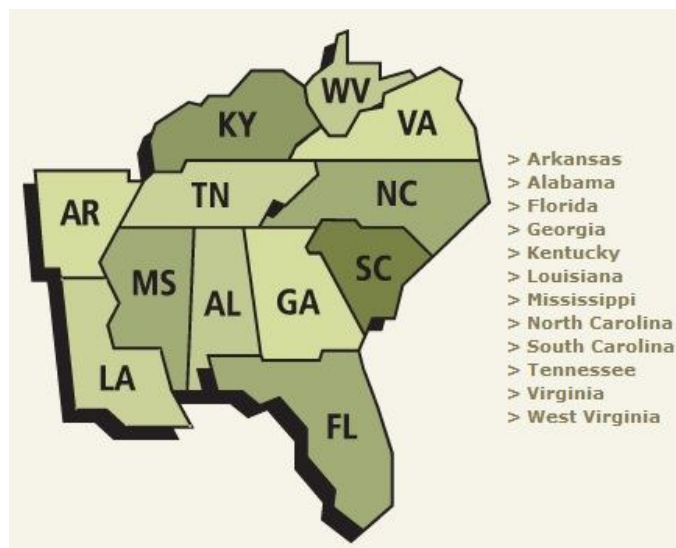 WV
KY
VA
TN
NC
AR
MS
AL
GA
SC
LA
FL
> Arkansas
> Alabama
> Florida
> Georgia
> Kentucky
> Louisiana
> Mississippi
> North Carolina
> South Carolina
> Tennessee
> Virginia
> West Virginia